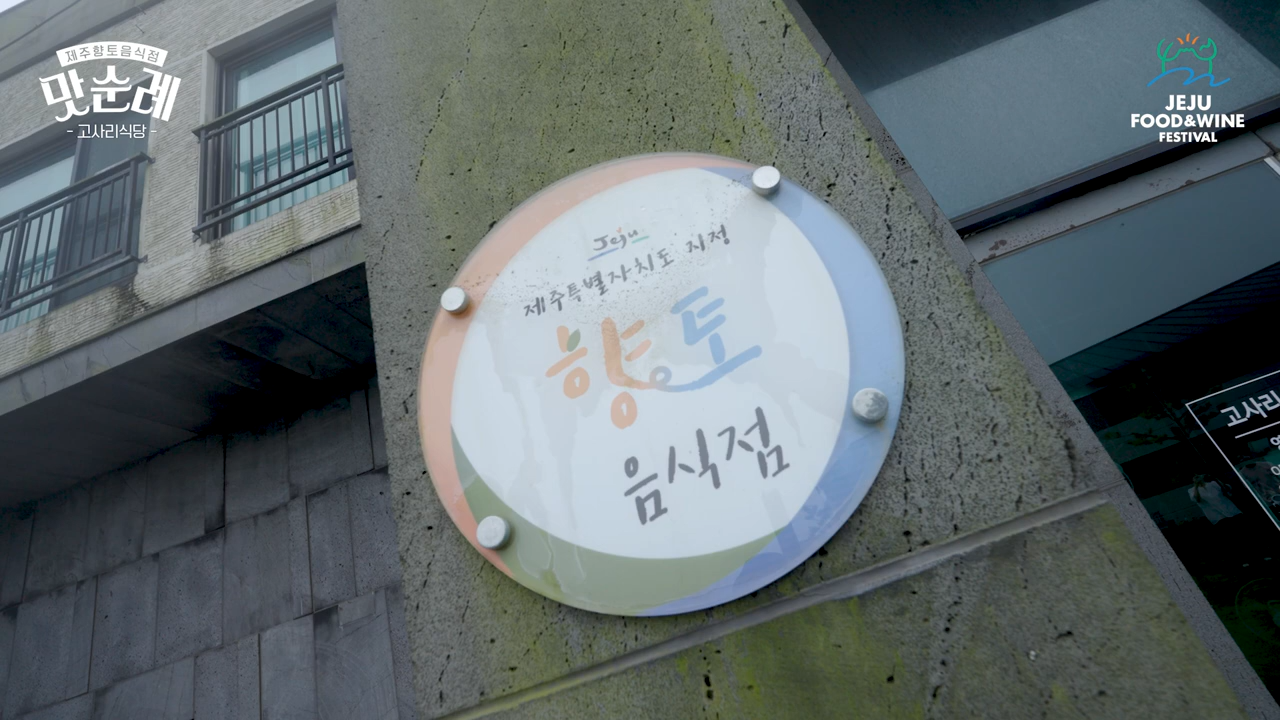 제주향토음식점
맛순례
- 고사리식당 -
JEJU
FOOD&WINE
FESTIVAL
Jeju
제주특별자치도 지정
향토
음식점
고사리